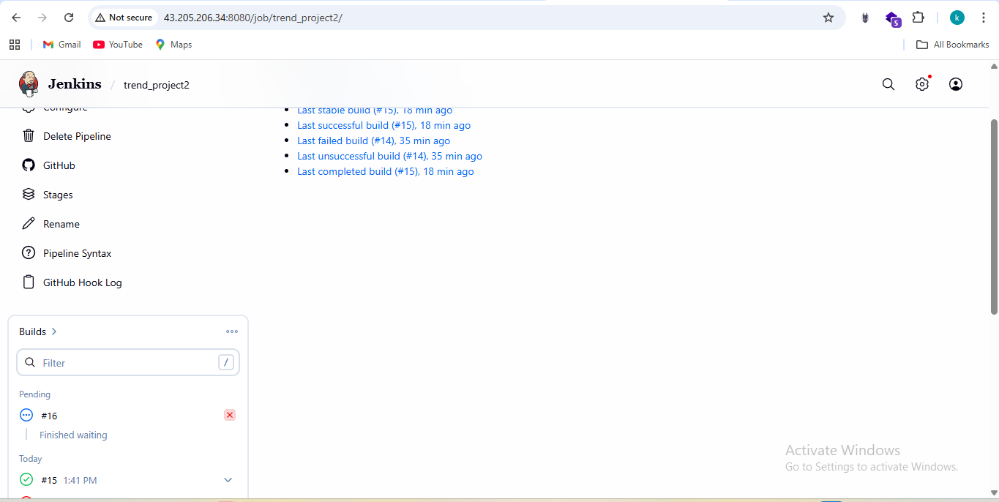 Not secure 43.205.206.34:8080/job/trend_project2/
5
k
Gmail YouTube Maps All Bookmarks
Jenkins / trend_project2
Configure
Delete Pipeline
GitHub
Stages
Rename
Pipeline Syntax
GitHub Hook Log
Last stable build (#15), 18 min ago
Last successful build (#15), 18 min ago
Last failed build (#14), 35 min ago
Last unsuccessful build (#14), 35 min ago
Last completed build (#15), 18 min ago
Builds
Filter /
Pending
#16
Finished waiting
Today
#15 1:41 PM
Activate Windows
Go to Settings to activate Windows.